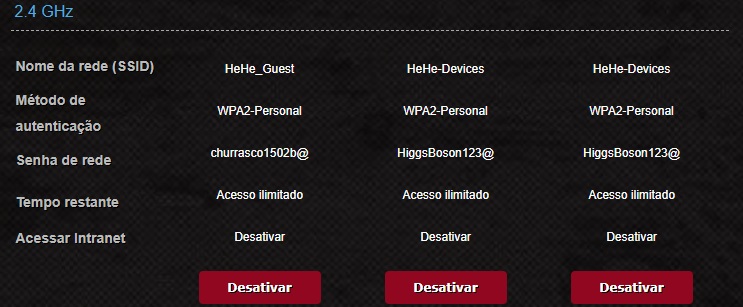 2.4 GHz
Nome da rede (SSID) HeHe_Guest HeHe-Devices HeHe-Devices
Método de
autenticação WPA2-Personal WPA2-Personal WPA2-Personal
Senha de rede churrasco1502b@ HiggsBoson123@ HiggsBoson123@
Tempo restante Acesso ilimitado Acesso ilimitado Acesso ilimitado
Acessar Intranet Desativar Desativar Desativar
Desativar Desativar Desativar